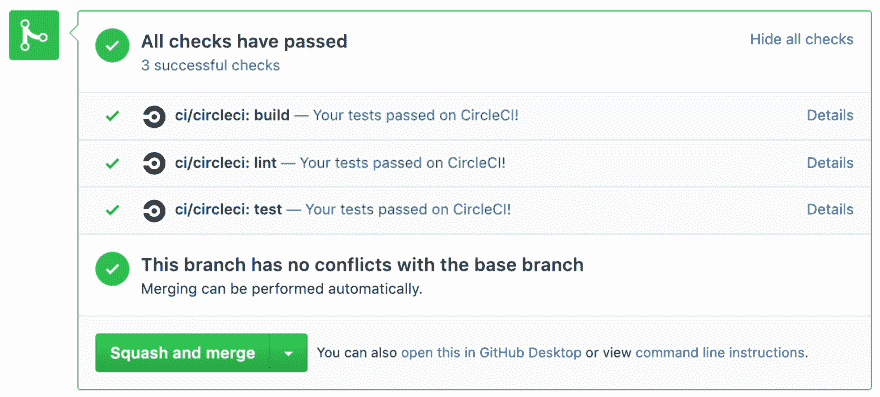 All checks have passed
Hide all checks
3 successful checks
ci/circleci: build — Your tests passed on CircleCI!
Details
ci/circleci: lint — Your tests passed on CircleCI!
Details
ci/circleci: test — Your tests passed on CircleCI!
Details
This branch has no conflicts with the base branch
Merging can be performed automatically.
Squash and merge
You can also open this in GitHub Desktop or view command line instructions.